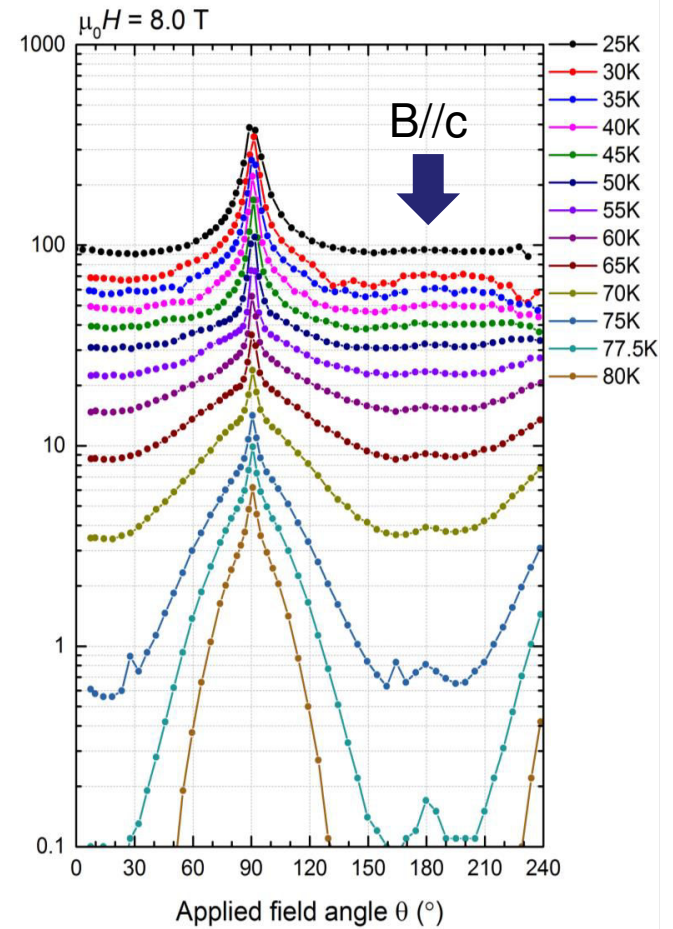 μ₀H = 8.0 T
1000
100
10
1
0.1
B//c
25K
30K
35K
40K
45K
50K
55K
60K
65K
70K
75K
77.5K
80K
0 30 60 90 120 150 180 210 240
Applied field angle θ (°)